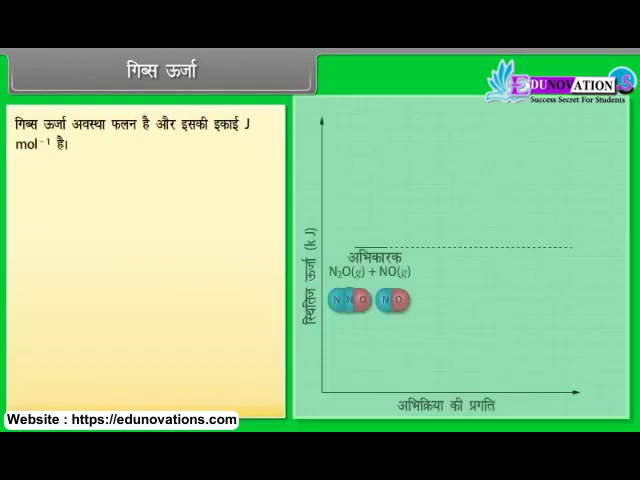 गिब्स ऊर्जा
EDUNOVATIONS
Success Secret For Students
गिब्स ऊर्जा अवस्था फलन है और इसकी इकाई J
mol⁻¹ है।
स्थितिज ऊर्जा (k J)
अभिकारक
N₂O(g) + NO(g)
N N O N O
अभिक्रिया की प्रगति
Website : https://edunovations.com